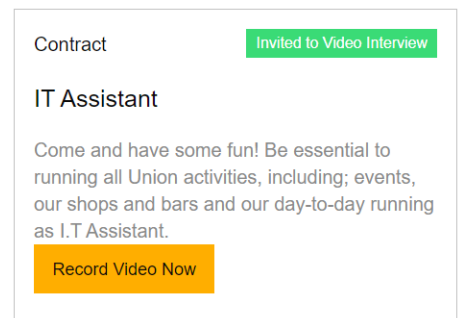 Contract
Invited to Video Interview
IT Assistant
Come and have some fun! Be essential to
running all Union activities, including; events,
our shops and bars and our day-to-day running
as I.T Assistant.
Record Video Now